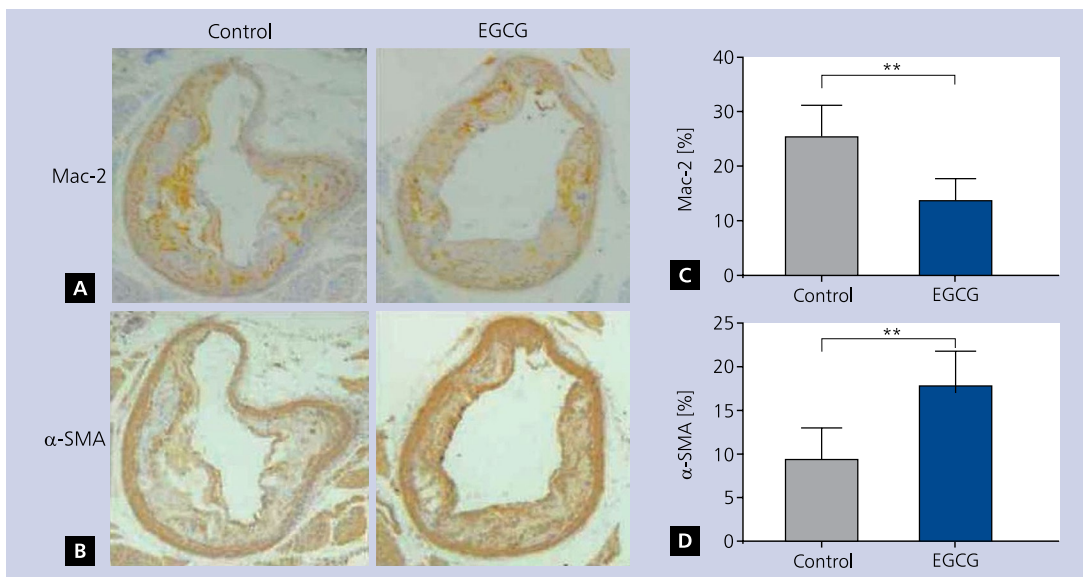 Control
EGCG
Mac-2
A
α-SMA
B
40
30
20
10
0
Mac-2 [%]
**
Control
EGCG
C
25
20
15
10
5
0
α-SMA [%]
**
Control
EGCG
D